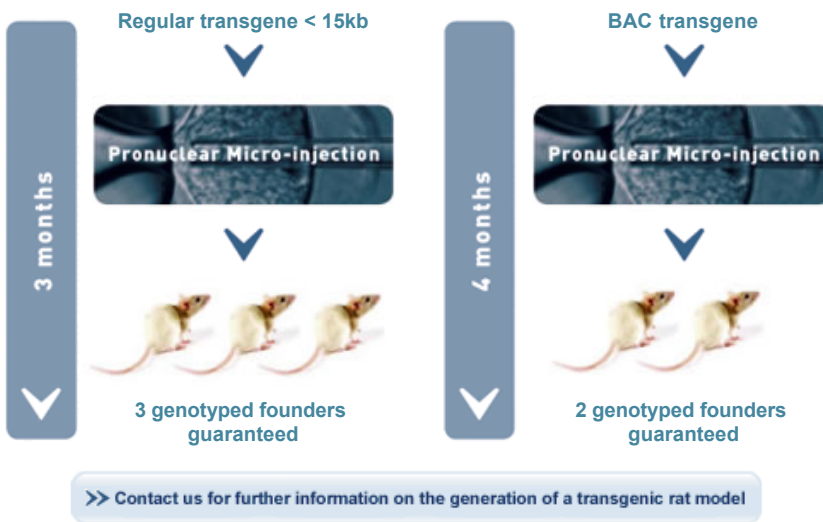 Regular transgene < 15kb
3 months
Pronuclear Micro-injection
3 genotyped founders
guaranteed
BAC transgene
4 months
Pronuclear Micro-injection
2 genotyped founders
guaranteed
>> Contact us for further information on the generation of a transgenic rat model